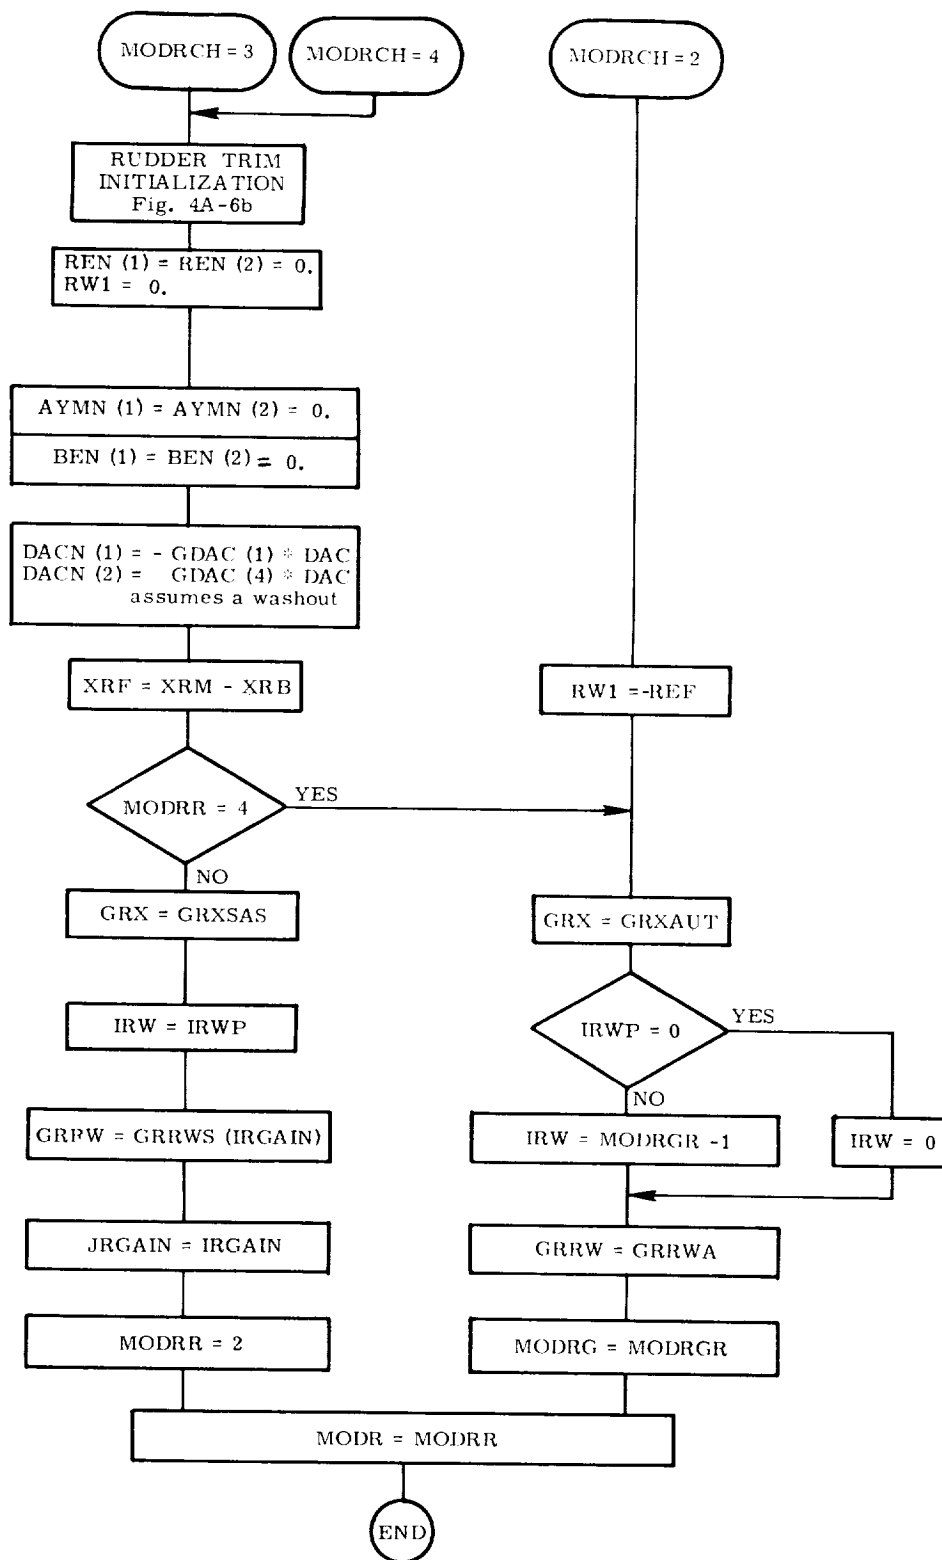 MODRCH = 3
MODRCH = 4
MODRCH = 2
RUDDER TRIM
INITIALIZATION
Fig. 4A-6b
REN (1) = REN (2) = 0.
RW1 = 0.
AYMN (1) = AYMN (2) = 0.
BEN (1) = BEN (2) = 0.
DACN (1) = - GDAC (1) * DAC
DACN (2) = GDAC (4) * DAC
assumes a washout
XRF = XRM - XRB
RW1 =-REF
MODRR = 4
YES
NO
GRX = GRXSAS
GRX = GRXAUT
IRW = IRWP
IRWP = 0
YES
NO
GRRW = GRRWS (IRGAIN)
IRW = MODRGR -1
IRW = 0
JRGAIN = IRGAIN
GRRW = GRRWA
MODRR = 2
MODRG = MODRGR
MODR = MODRR
END